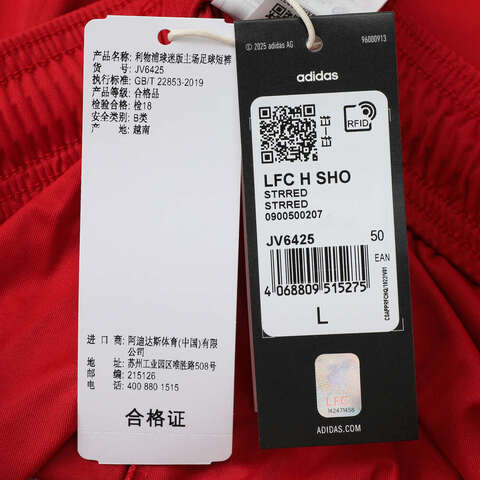 产品名称: 利物浦球迷版主场足球短裤
货 号: JV6425
执行标准: GB/T 22853-2019
产品等级: 合格品
检验合格: 检18
安全类别: B类
产 地: 越南
进 口 商: 阿迪达斯体育(中国)有限
公司
地 址: 苏州工业园区唯胜路508号
邮 编: 215126
电 话: 400 880 1515
合格证
© 2025 adidas AG
96000913
adidas
RFID
LFC H SHO
STRRED
STRRED
0900500207
JV6425
50
EAN
4 068809 515275
L
LFC
142471458
ADIDAS.COM